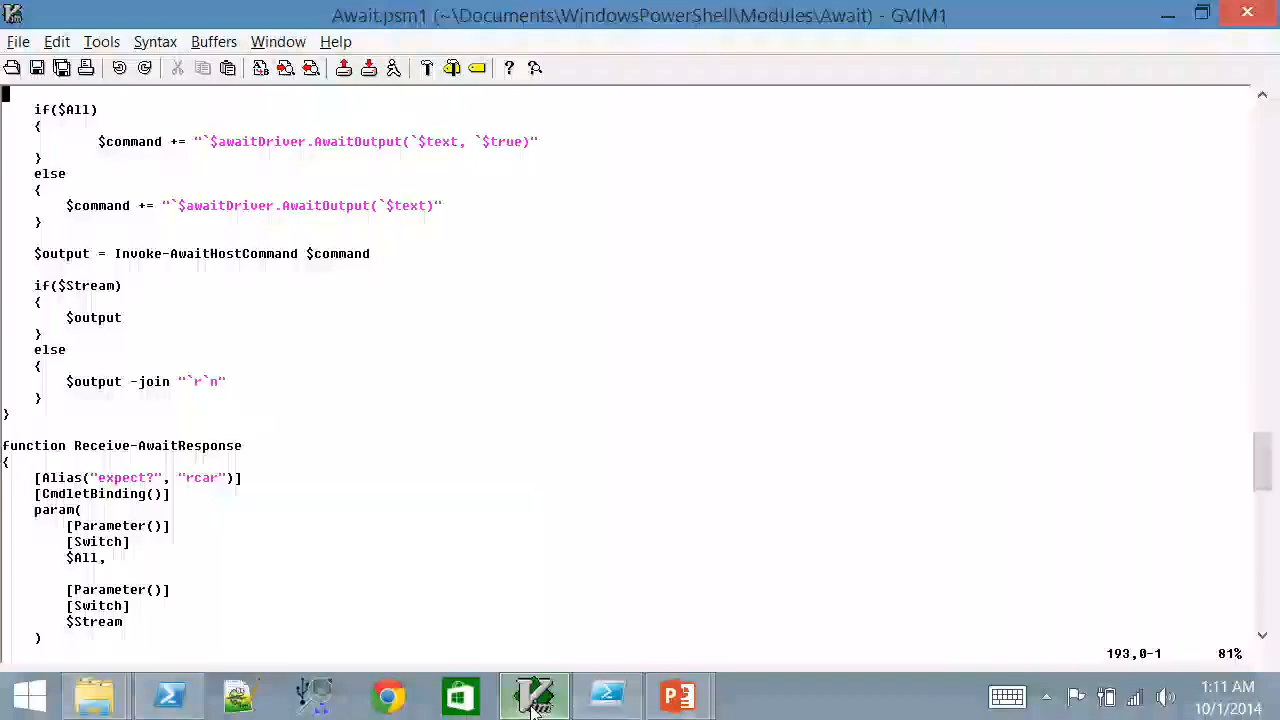 Await.psm1 (~\Documents\WindowsPowerShell\Modules\Await) - GVIM1
File Edit Tools Syntax Buffers Window Help
if($All)
{
$command += "`$awaitDriver.AwaitOutput(`$text, `$true)"
}
else
{
$command += "`$awaitDriver.AwaitOutput(`$text)"
}
$output = Invoke-AwaitHostCommand $command
if($Stream)
{
$output
}
else
{
$output -join "`r`n"
}
}
function Receive-AwaitResponse
{
[Alias("expect?", "rcar")]
[CmdletBinding()]
param(
[Parameter()]
[Switch]
$All,
[Parameter()]
[Switch]
$Stream
)
193,0-1 81%
1:11 AM
10/1/2014